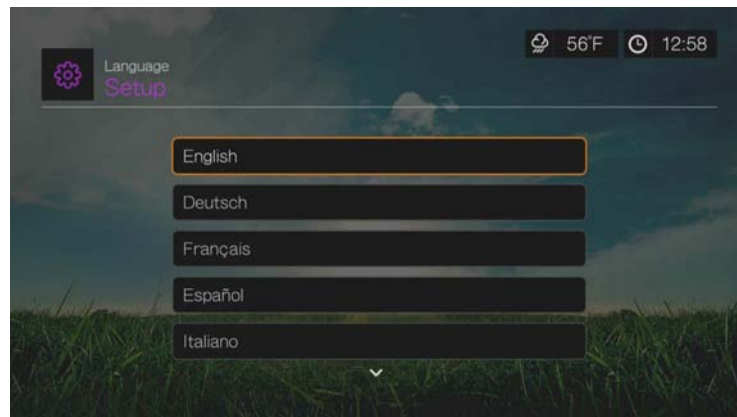 56°F 12:58
Language
Setup
English
Deutsch
Français
Español
Italiano